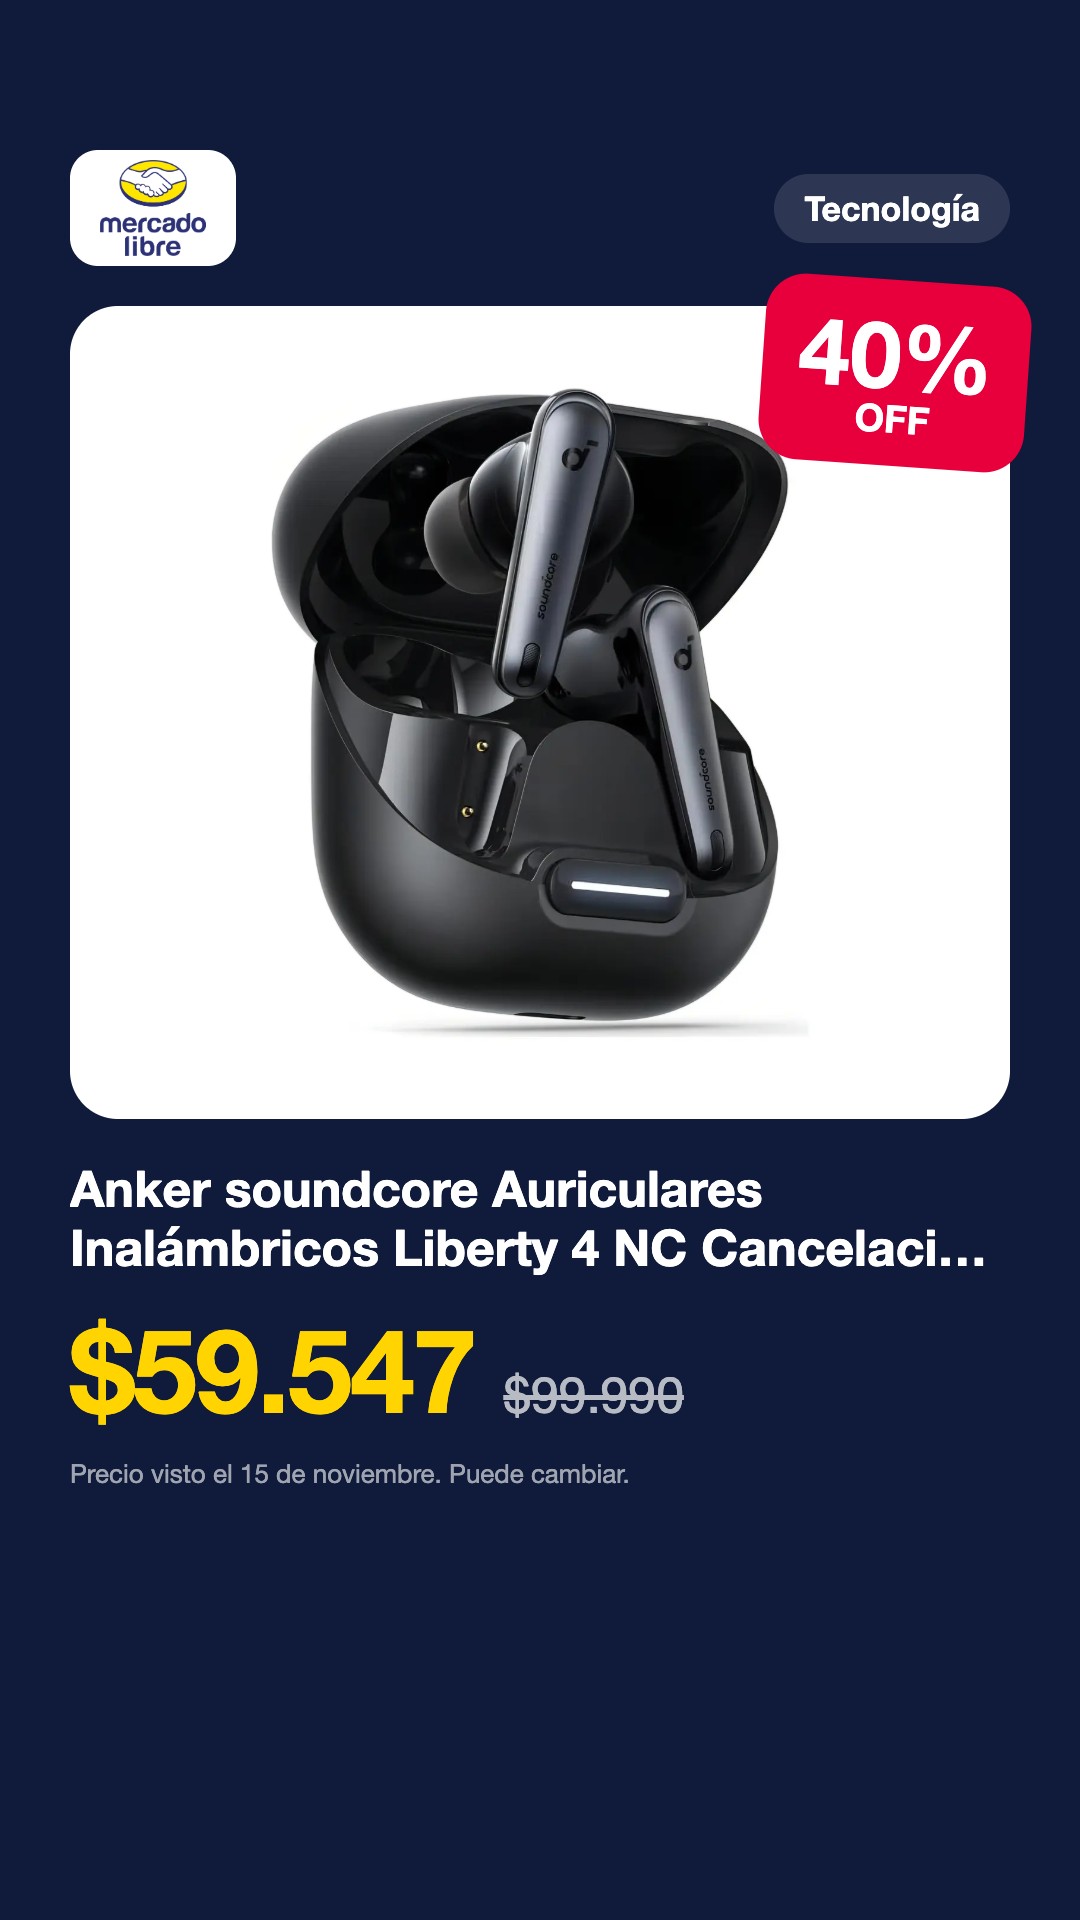 mercado
libre
Tecnología
40%
OFF
soundcore
soundcore
Anker soundcore Auriculares
Inalámbricos Liberty 4 NC Cancelaci...
$59.547 $99.990
Precio visto el 15 de noviembre. Puede cambiar.